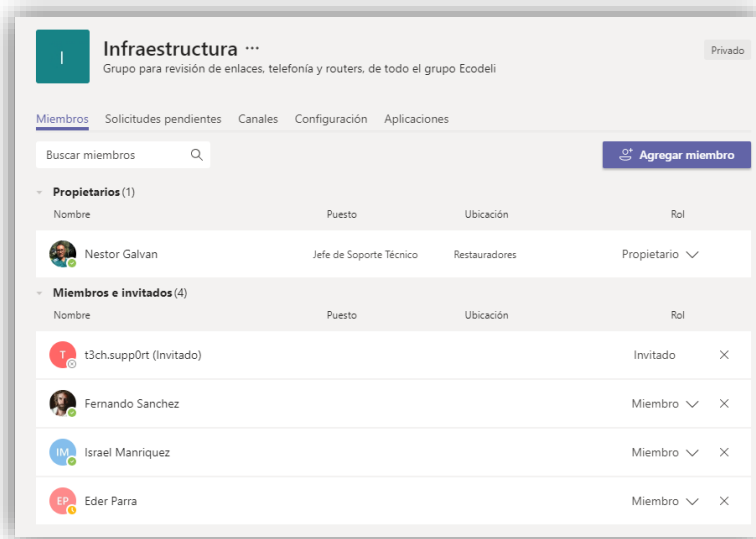 I
Infraestructura ...
Grupo para revisión de enlaces, telefonía y routers, de todo el grupo Ecodeli
Privado
Miembros Solicitudes pendientes Canales Configuración Aplicaciones
Buscar miembros
Agregar miembro
Propietarios (1)
Nombre Puesto Ubicación Rol
Nestor Galvan Jefe de Soporte Técnico Restauradores Propietario
Miembros e invitados (4)
Nombre Puesto Ubicación Rol
T t3ch.supp0rt (Invitado) Invitado
Fernando Sanchez Miembro
IM Israel Manriquez Miembro
EP Eder Parra Miembro